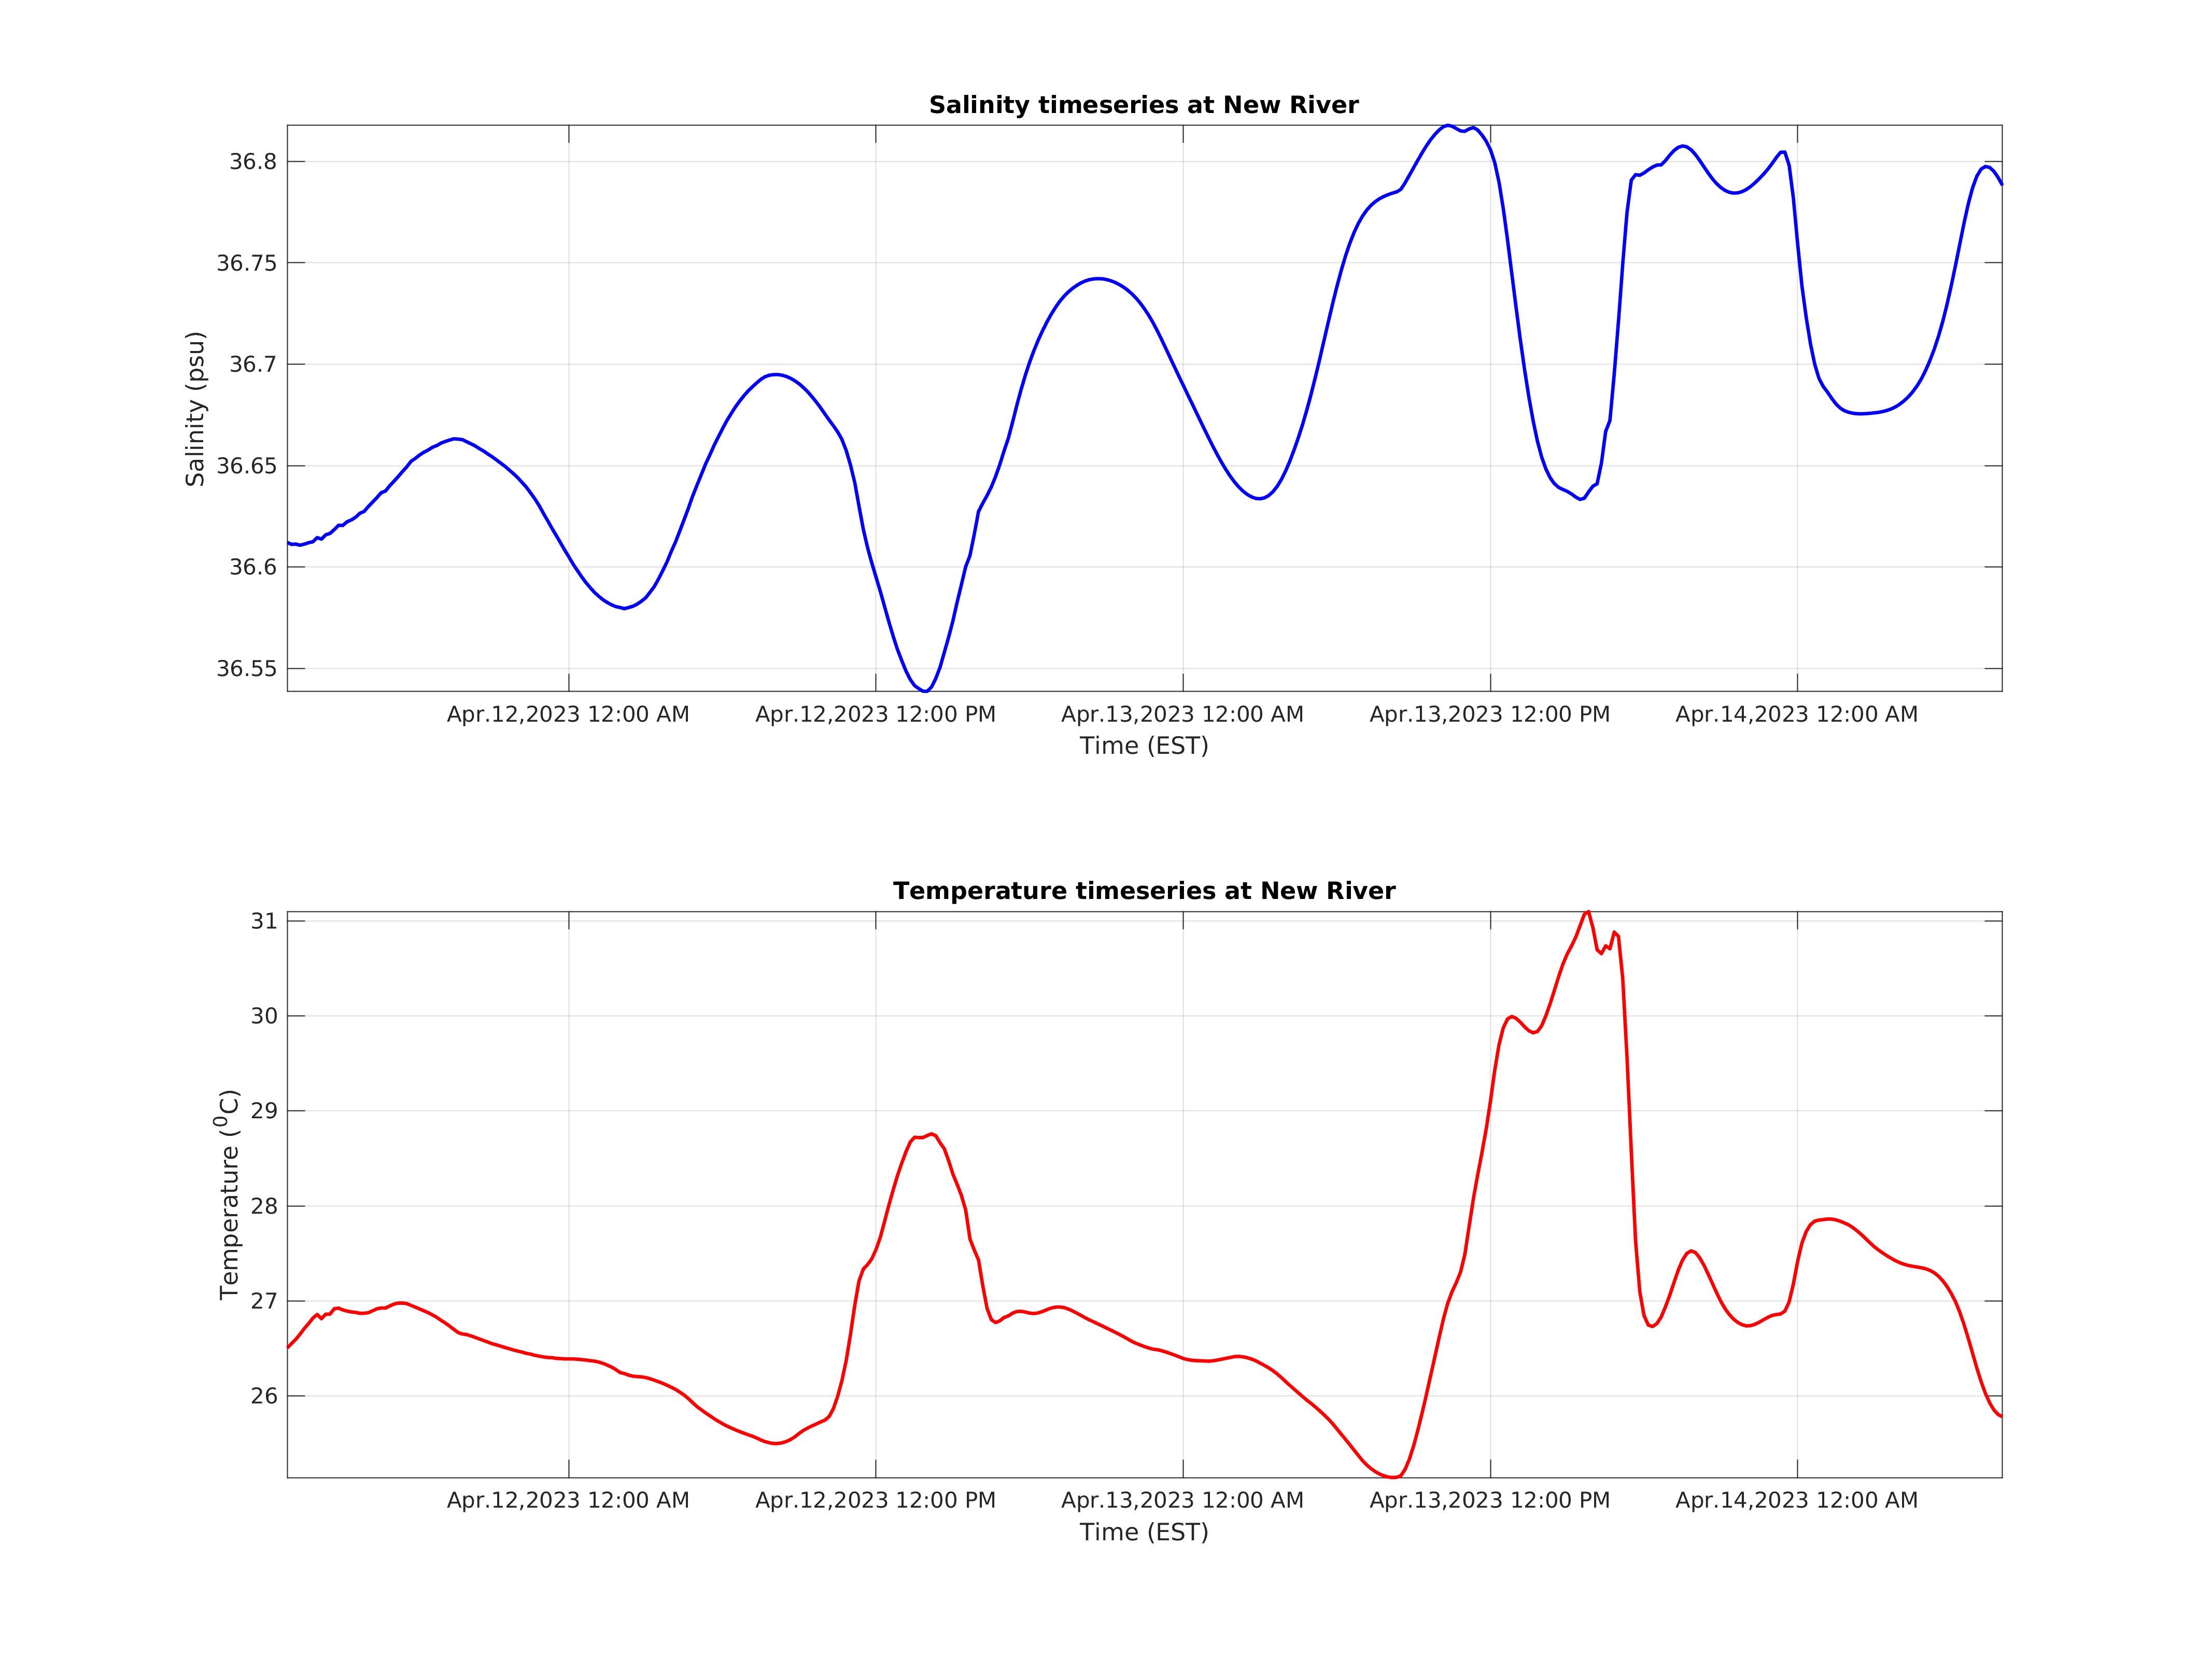 Salinity timeseries at New River
36.8
36.75
36.7
36.65
36.6
36.55
Salinity (psu)
Apr.12,2023 12:00 AM Apr.12,2023 12:00 PM Apr.13,2023 12:00 AM Apr.13,2023 12:00 PM Apr.14,2023 12:00 AM
Time (EST)
Temperature timeseries at New River
31
30
29
28
27
26
Temperature (⁰C)
Apr.12,2023 12:00 AM Apr.12,2023 12:00 PM Apr.13,2023 12:00 AM Apr.13,2023 12:00 PM Apr.14,2023 12:00 AM
Time (EST)